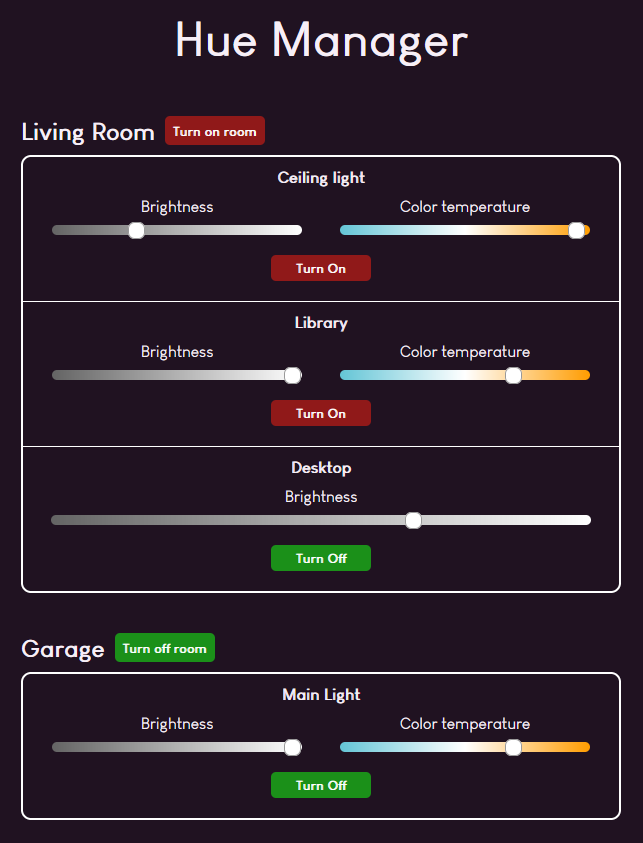 Hue Manager
Living Room Turn on room
Ceiling light
Brightness Color temperature
Turn On
Library
Brightness Color temperature
Turn On
Desktop
Brightness
Turn Off
Garage Turn off room
Main Light
Brightness Color temperature
Turn Off